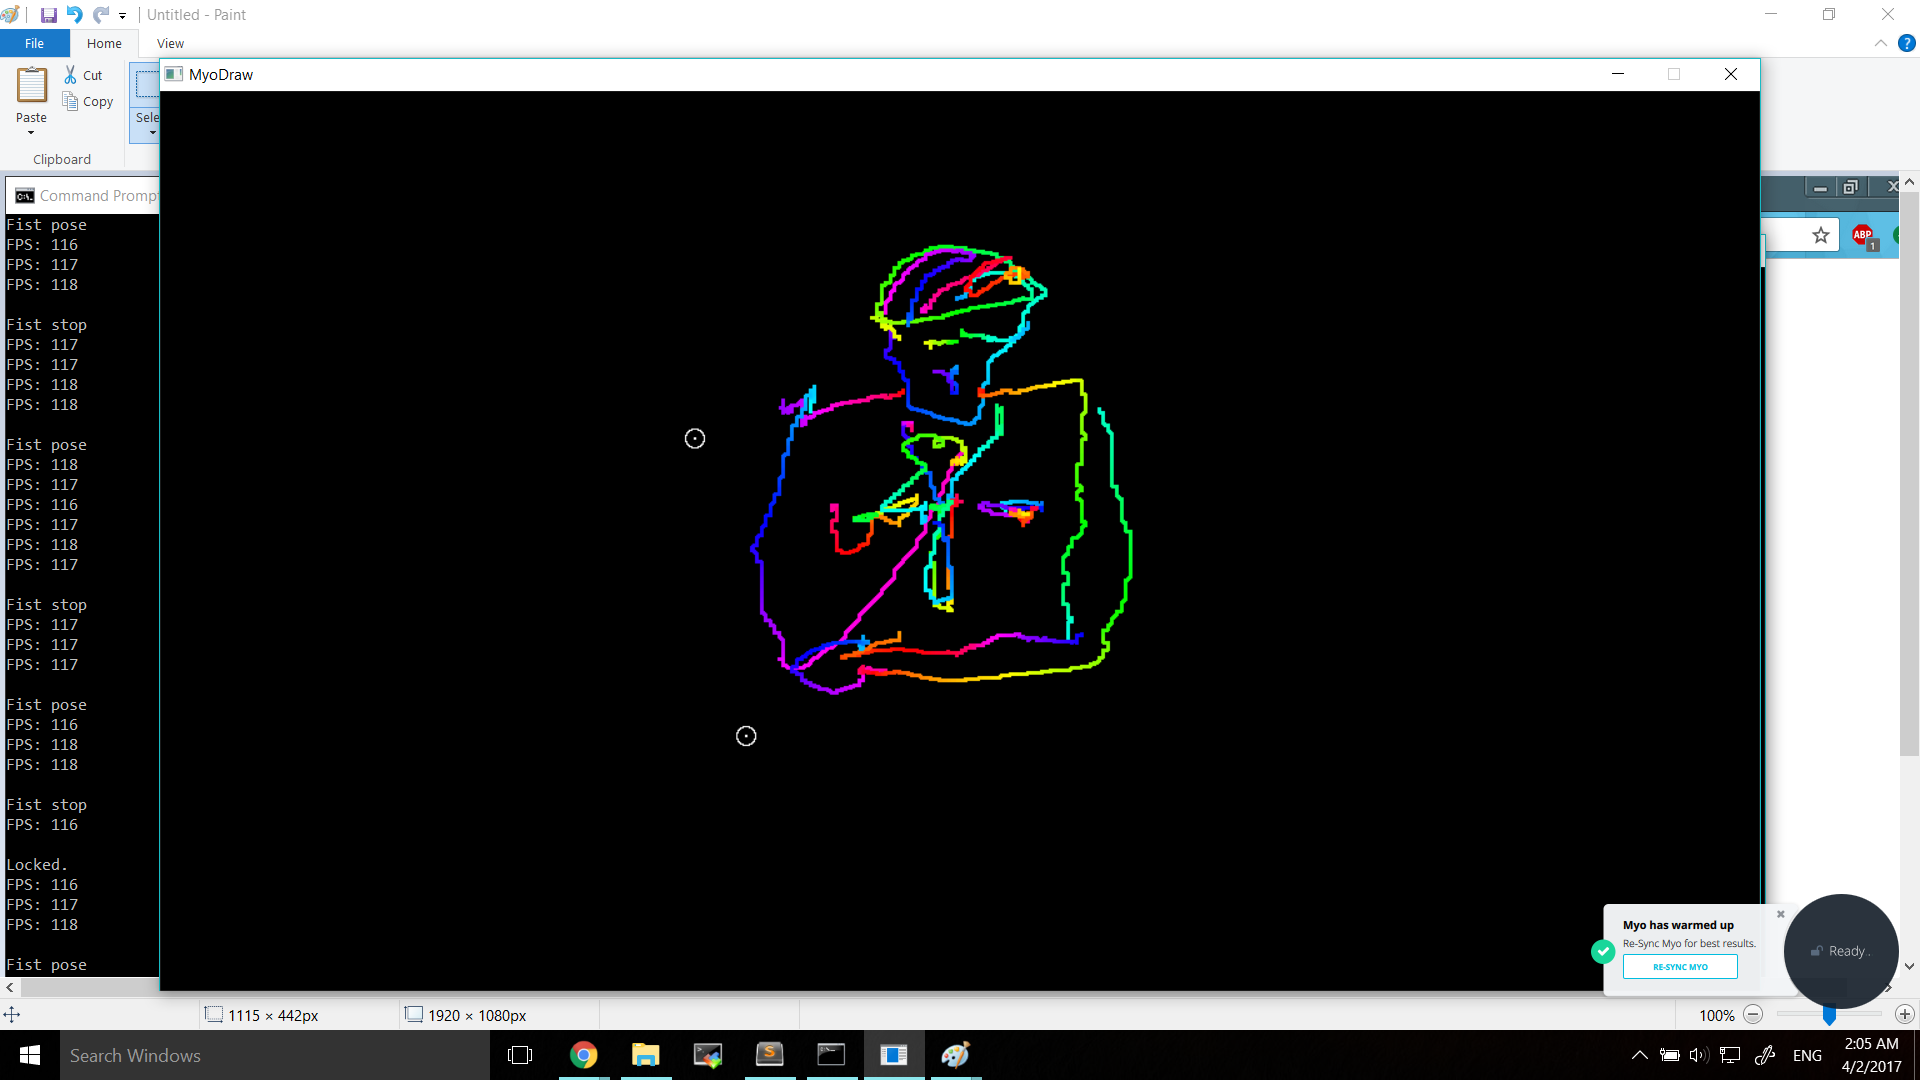 Untitled - Paint
File
Home
View
Cut
Copy
Paste
Sele
Clipboard
MyoDraw
Command Prompt
Fist pose
FPS: 116
FPS: 117
FPS: 118
Fist stop
FPS: 117
FPS: 117
FPS: 118
FPS: 118
Fist pose
FPS: 118
FPS: 117
FPS: 116
FPS: 117
FPS: 118
FPS: 117
Fist stop
FPS: 117
FPS: 117
FPS: 117
Fist pose
FPS: 116
FPS: 118
FPS: 118
Fist stop
FPS: 116
Locked.
FPS: 116
FPS: 117
FPS: 118
Fist pose
ABP
1
Myo has warmed up
Re-Sync Myo for best results.
RE-SYNC MYO
Ready..
1115 × 442px
1920 × 1080px
100%
Search Windows
ENG
2:05 AM
4/2/2017